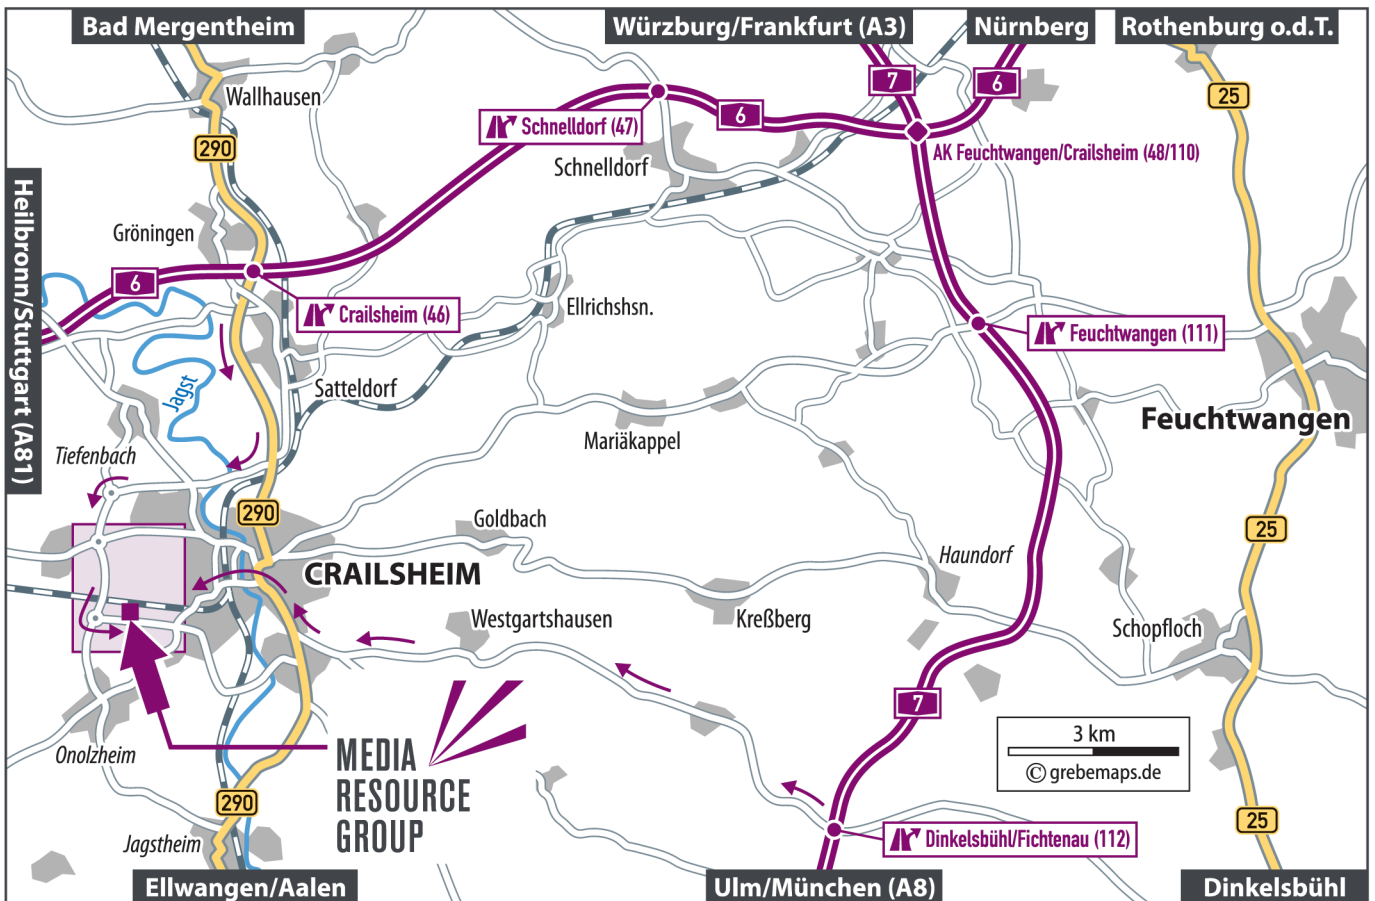 Bad Mergentheim
Würzburg/Frankfurt (A3)
Nürnberg
Rothenburg o.d.T.
Wallhausen
7
6
25
6
Schnelldorf (47)
290
Schnelldorf
AK Feuchtwangen/Crailsheim (48/110)
Heilbronn/Stuttgart (A81)
Gröningen
6
Crailsheim (46)
Ellrichshsn.
Feuchtwangen (111)
Jagst
Satteldorf
Feuchtwangen
Mariäkappel
Tiefenbach
290
Goldbach
25
Haundorf
CRAILSHEIM
Westgartshausen
Kreßberg
Schopfloch
7
3 km
© grebemaps.de
Onolzheim
MEDIA
RESOURCE
GROUP
290
25
Jagstheim
Dinkelsbühl/Fichtenau (112)
Ellwangen/Aalen
Ulm/München (A8)
Dinkelsbühl